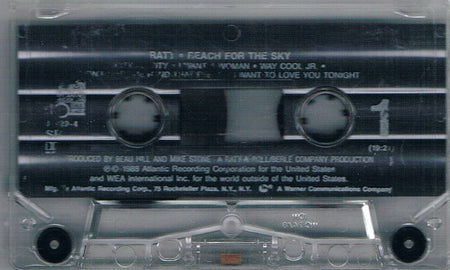 RATT • REACH FOR THE SKY
I WANT A WOMAN • WAY COOL JR. •
I WANT TO LOVE YOU TONIGHT
1
PRODUCED BY BEAU HILL AND MIKE STONE. A RATT-N-ROLL/BERLE COMPANY PRODUCTION
℗© 1988 Atlantic Recording Corporation for the United States
and WEA International Inc. for the world outside of the United States.
Mfg. by Atlantic Recording Corp., 75 Rockefeller Plaza, N.Y., N.Y. A Warner Communications Company